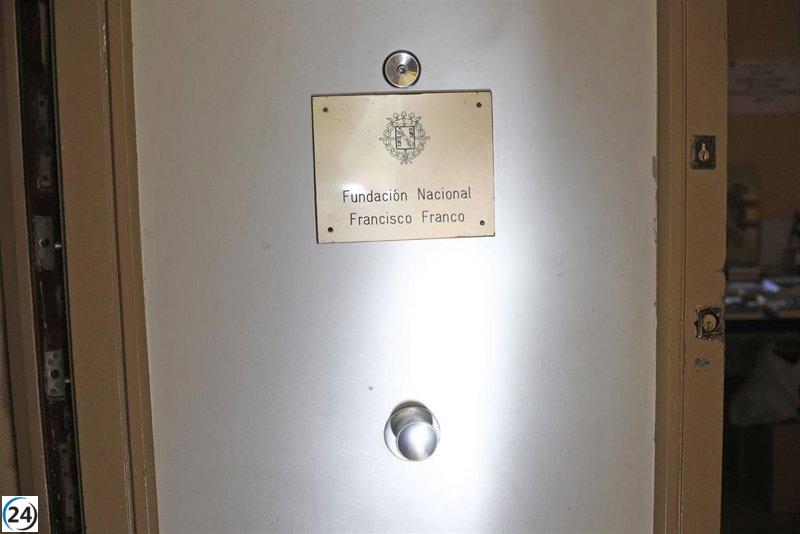 Fundación Nacional
Francisco Franco
24